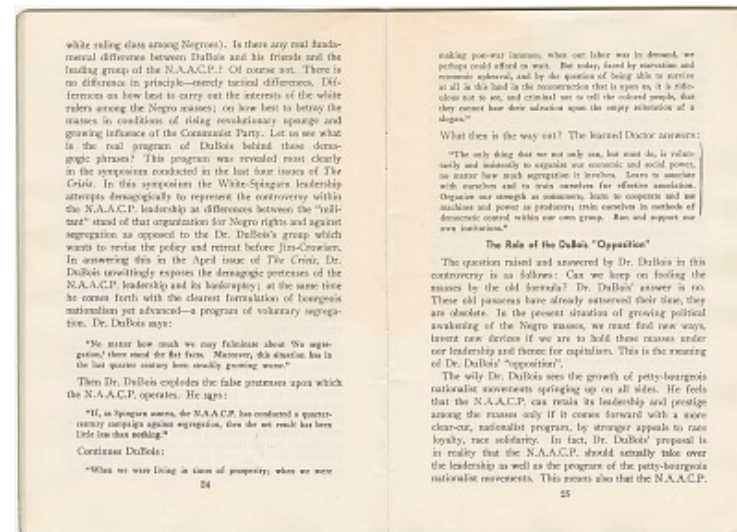 white ruling class among Negroes). Is there any real funda-
mental difference between DuBois and his friends and the
leading group of the N.A.A.C.P.? Of course not. There is
no difference in principle—merely tactical differences. Dif-
ferences on how best to carry out the interests of the white
rulers among the Negro masses; on how best to betray the
masses in conditions of rising revolutionary upsurge and
growing influence of the Communist Party. Let us see what
is the real program of DuBois behind these dema-
gogic phrases? This program was revealed most clearly
in the symposium conducted in the last four issues of The
Crisis. In this symposium the White-Spingarn leadership
attempts demagogically to represent the controversy within
the N.A.A.C.P. leadership as differences between the "mili-
tant" stand of that organization for Negro rights and against
segregation as opposed to the Dr. DuBois's group which
wants to revise the policy and retreat before Jim-Crowism.
In answering this in the April issue of The Crisis, Dr.
DuBois unwittingly exposes the demagogic pretenses of the
N.A.A.C.P. leadership and its bankruptcy; at the same time
he comes forth with the clearest formulation of bourgeois
nationalism yet advanced—a program of voluntary segrega-
tion. Dr. DuBois says:
"No matter how much we may fulminate about 'No segre-
gation,' there stand the flat facts. Moreover, this situation has in
the last quarter century been steadily growing worse."
Then Dr. DuBois explodes the false pretenses upon which
the N.A.A.C.P. operates. He says:
"If, as Spingarn asserts, the N.A.A.C.P. has conducted a quarter-
century campaign against segregation, then the net result has been
little less than nothing."
Continues DuBois:
"When we were living in times of prosperity; when we were
24
making post-war incomes, when our labor was in demand, we
perhaps could afford to wait. But today, faced by starvation and
economic upheaval, and by the question of being able to survive
at all in this land in the reconstruction that is upon us, it is ridic-
ulous not to see, and criminal not to tell the colored people, that
they cannot base their salvation upon the empty reiteration of a
slogan."
What then is the way out? The learned Doctor answers:
"The only thing that we not only can, but must do, is volun-
tarily and insistently to organize our economic and social power,
no matter how much segregation it involves. Learn to associate
with ourselves and to train ourselves for effective association.
Organize our strength as consumers, learn to cooperate and use
machines and power as producers; train ourselves in methods of
democratic control within our own group. Run and support our
own institutions."
The Role of the DuBois "Opposition"
The question raised and answered by Dr. DuBois in this
controversy is as follows: Can we keep on fooling the
masses by the old formula? Dr. DuBois' answer is no.
These old panaceas have already outserved their time, they
are obsolete. In the present situation of growing political
awakening of the Negro masses, we must find new ways,
invent new devices if we are to hold these masses under
our leadership and thence for capitalism. This is the meaning
of Dr. DuBois' "opposition".
The wily Dr. DuBois sees the growth of petty-bourgeois
nationalist movements springing up on all sides. He feels
that the N.A.A.C.P. can retain its leadership and prestige
among the masses only if it comes forward with a more
clear-cut, nationalist program, by stronger appeals to race
loyalty, race solidarity. In fact, Dr. DuBois' proposal is
in reality that the N.A.A.C.P. should actually take over
the leadership as well as the program of the petty-bourgeois
nationalist movements. This means also that the N.A.A.C.P.
25